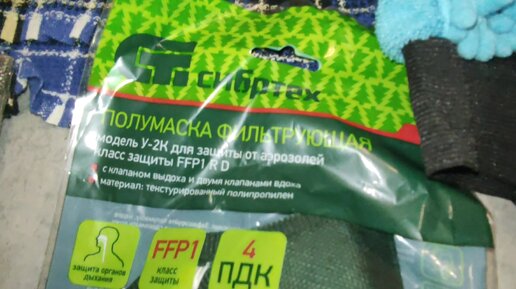 сибртех
ПОЛУМАСКА ФИЛЬТРУЮЩАЯ
модель У-2К для защиты от аэрозолей
класс защиты FFP1 R D
с клапаном выдоха и двумя клапанами вдоха
материал: текстурированный полипропилен
защита органов
дыхания
FFP1
класс
защиты
4
ПДК